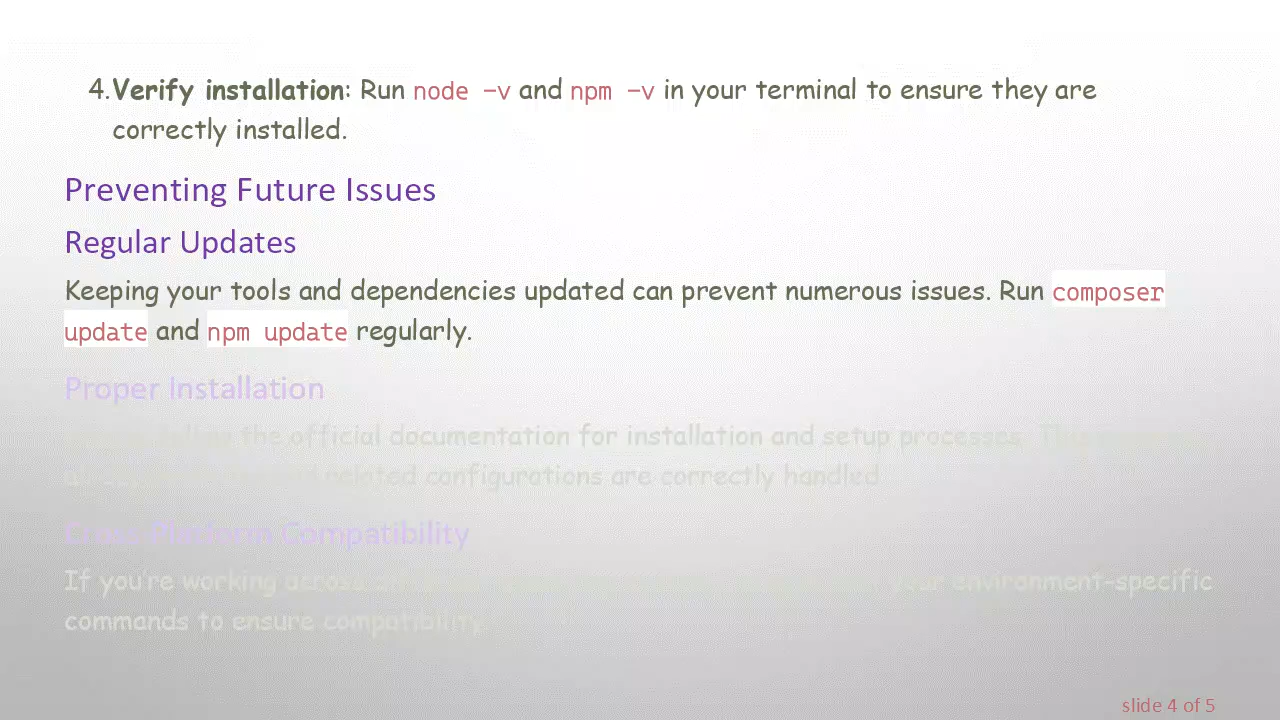 4. Verify installation: Run node -v and npm -v in your terminal to ensure they are
correctly installed.
Preventing Future Issues
Regular Updates
Keeping your tools and dependencies updated can prevent numerous issues. Run composer
update and npm update regularly.
Proper Installation
the official documentation for installation and setup processes. This
related configurations are correctly handled
Cross-Platform Compatibility
If you're working across your environment-specific
commands to ensure compatibility
slide 4 of 5